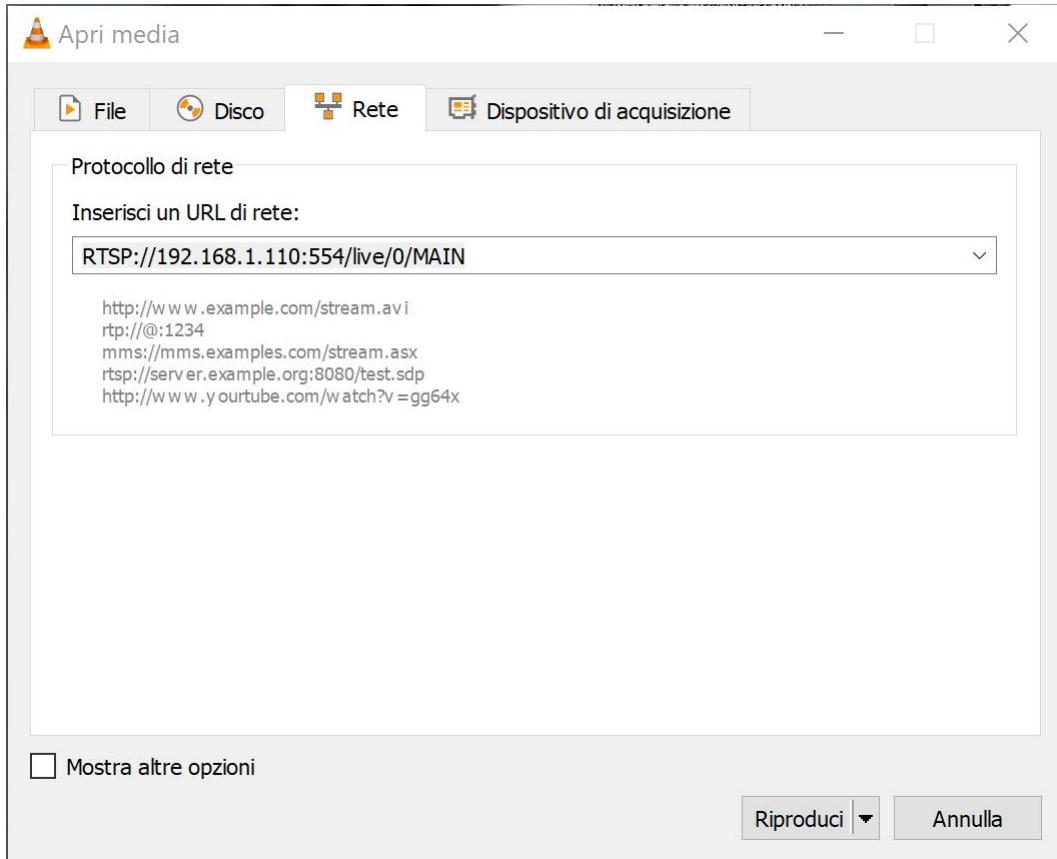 Apri media
File
Disco
Rete
Dispositivo di acquisizione
Protocollo di rete
Inserisci un URL di rete:
RTSP://192.168.1.110:554/live/0/MAIN
http://www.example.com/stream.avi
rtp://@:1234
mms://mms.examples.com/stream.asx
rtsp://server.example.org:8080/test.sdp
http://www.yourtube.com/watch?v=gg64x
Mostra altre opzioni
Riproduci
Annulla